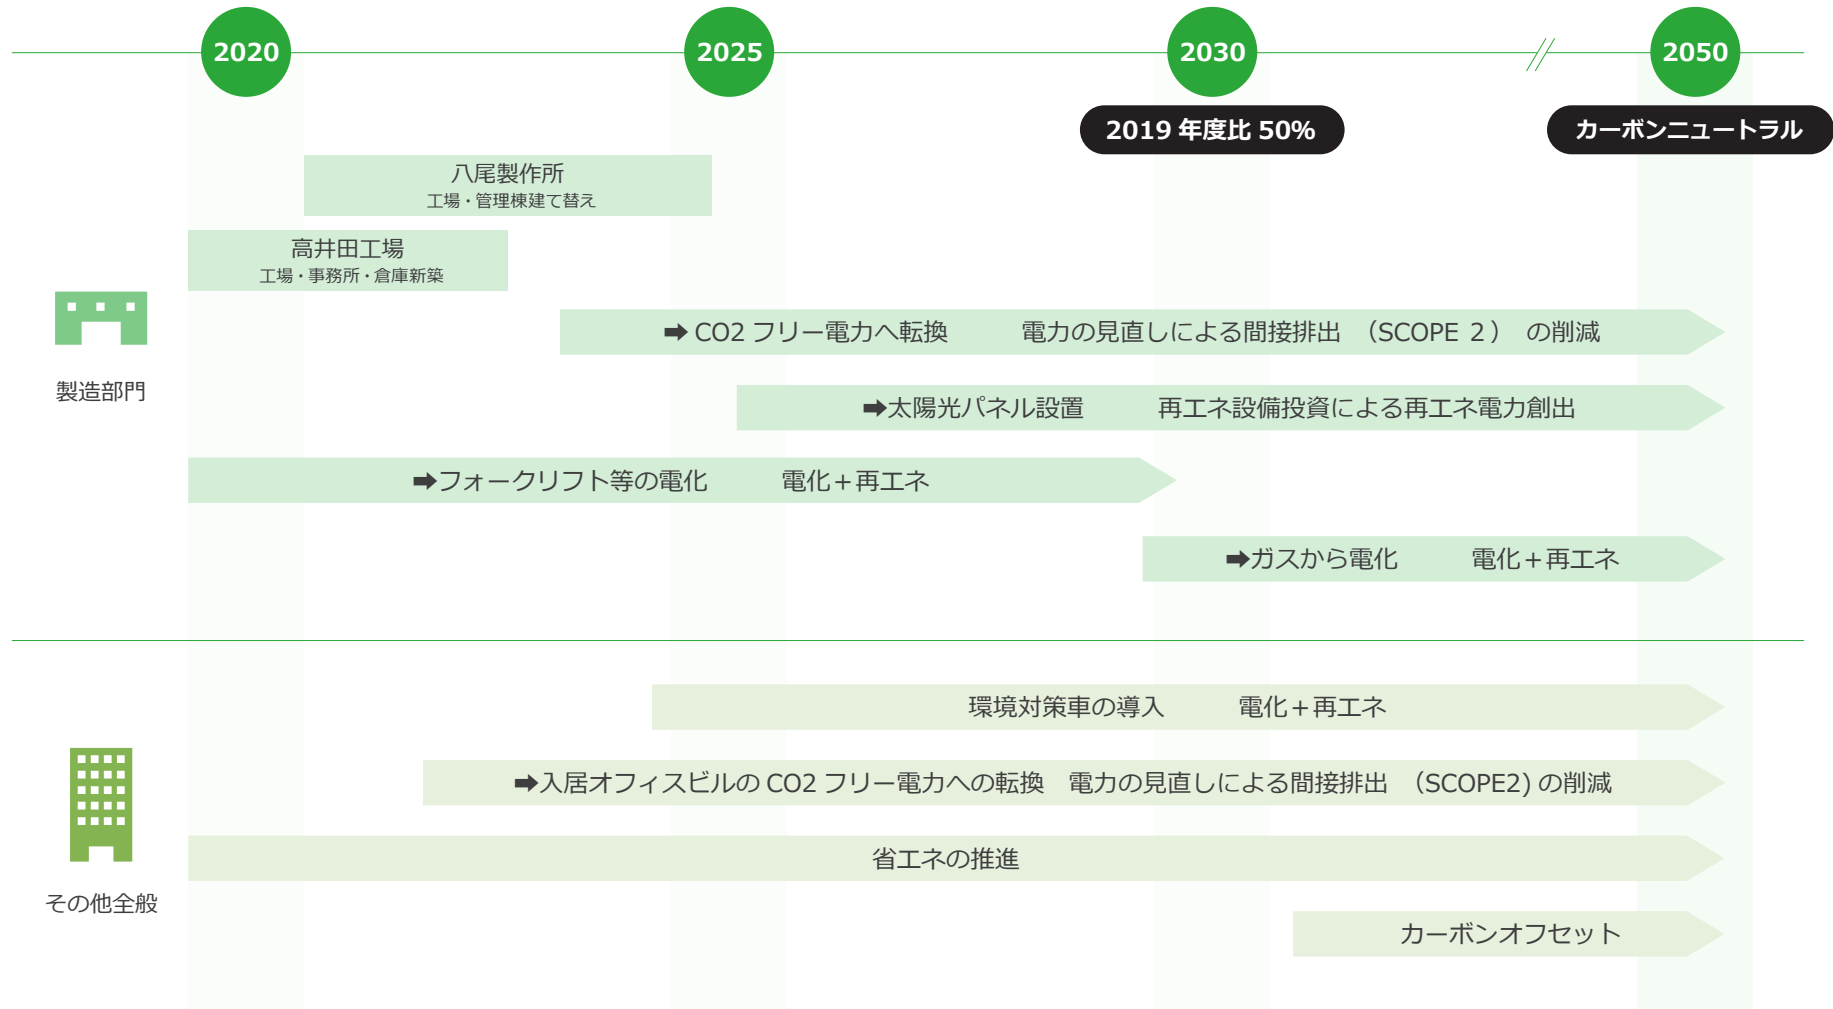 2020
2025
2030
2050
2019 年度比 50%
カーボンニュートラル
八尾製作所
工場・管理棟建て替え
高井田工場
工場・事務所・倉庫新築
➡ CO2 フリー電力へ転換 電力の見直しによる間接排出 （SCOPE ２） の削減
➡太陽光パネル設置 再エネ設備投資による再エネ電力創出
製造部門
➡フォークリフト等の電化 電化＋再エネ
➡ガスから電化 電化＋再エネ
環境対策車の導入 電化＋再エネ
➡入居オフィスビルの CO2 フリー電力への転換 電力の見直しによる間接排出 （SCOPE2) の削減
省エネの推進
その他全般
カーボンオフセット